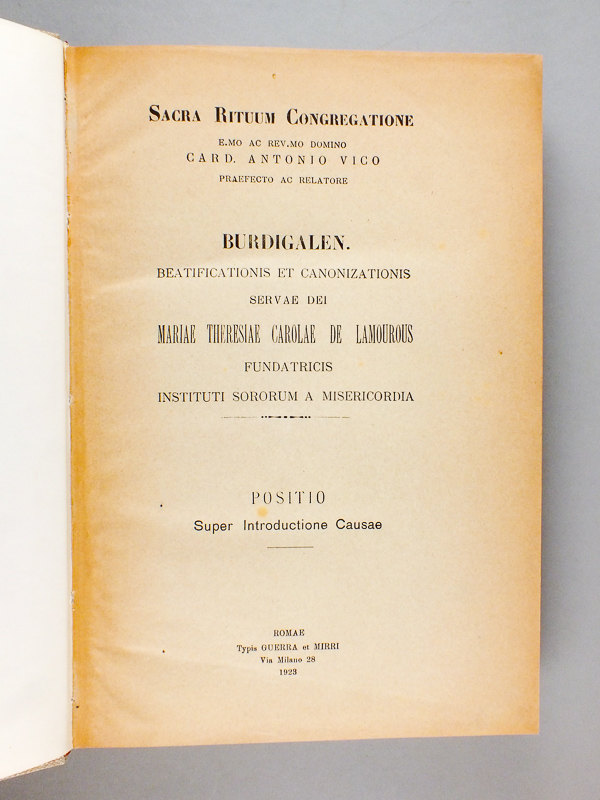 SACRA RITUUM CONGREGATIONE
E.MO AC REV.MO DOMINO
CARD. ANTONIO VICO
PRAEFECTO AC RELATORE
BURDIGALEN.
BEATIFICATIONIS ET CANONIZATIONIS
SERVAE DEI
MARIAE THERESIAE CAROLAE DE LAMOUROUS
FUNDATRICIS
INSTITUTI SORORUM A MISERICORDIA
POSITIO
Super Introductione Causae
ROMAE
Typis GUERRA et MIRRI
Via Milano 28
1923